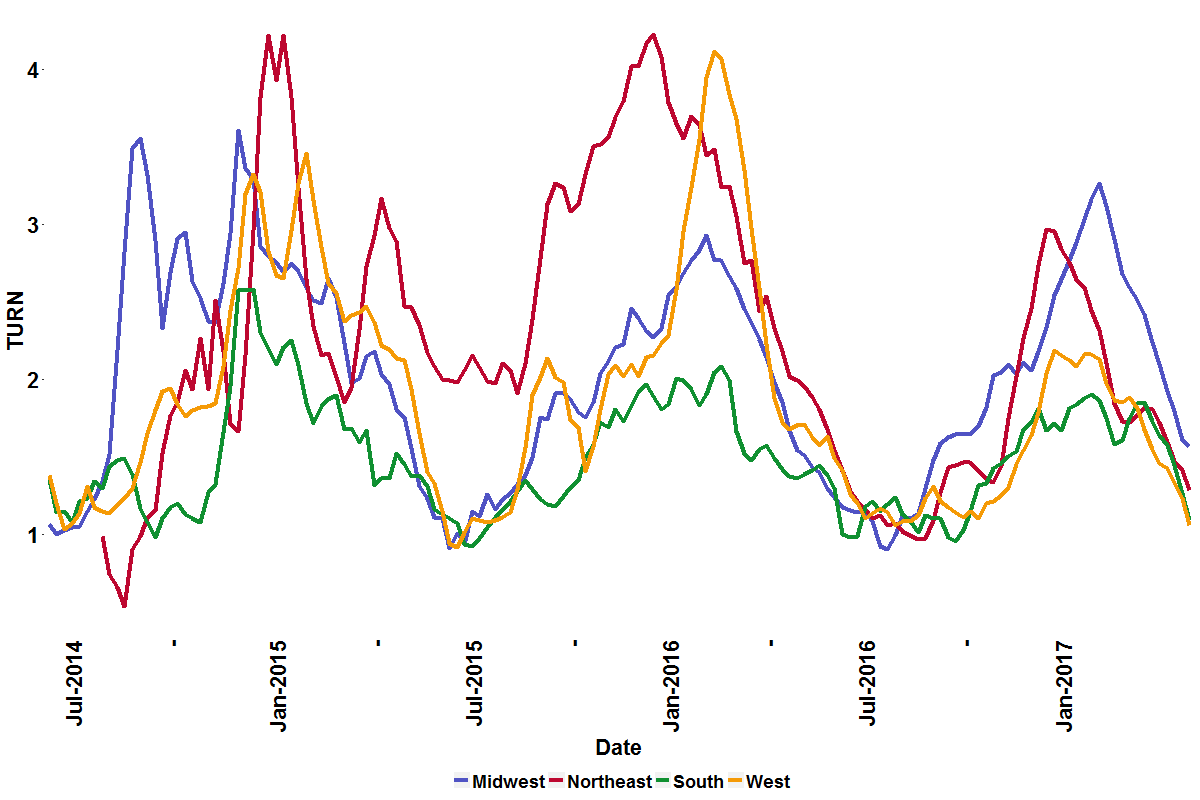 4
3
2
1
TURN
Jul-2014
-
Jan-2015
-
Jul-2015
-
Jan-2016
-
Jul-2016
-
Jan-2017
Date
Midwest Northeast South West